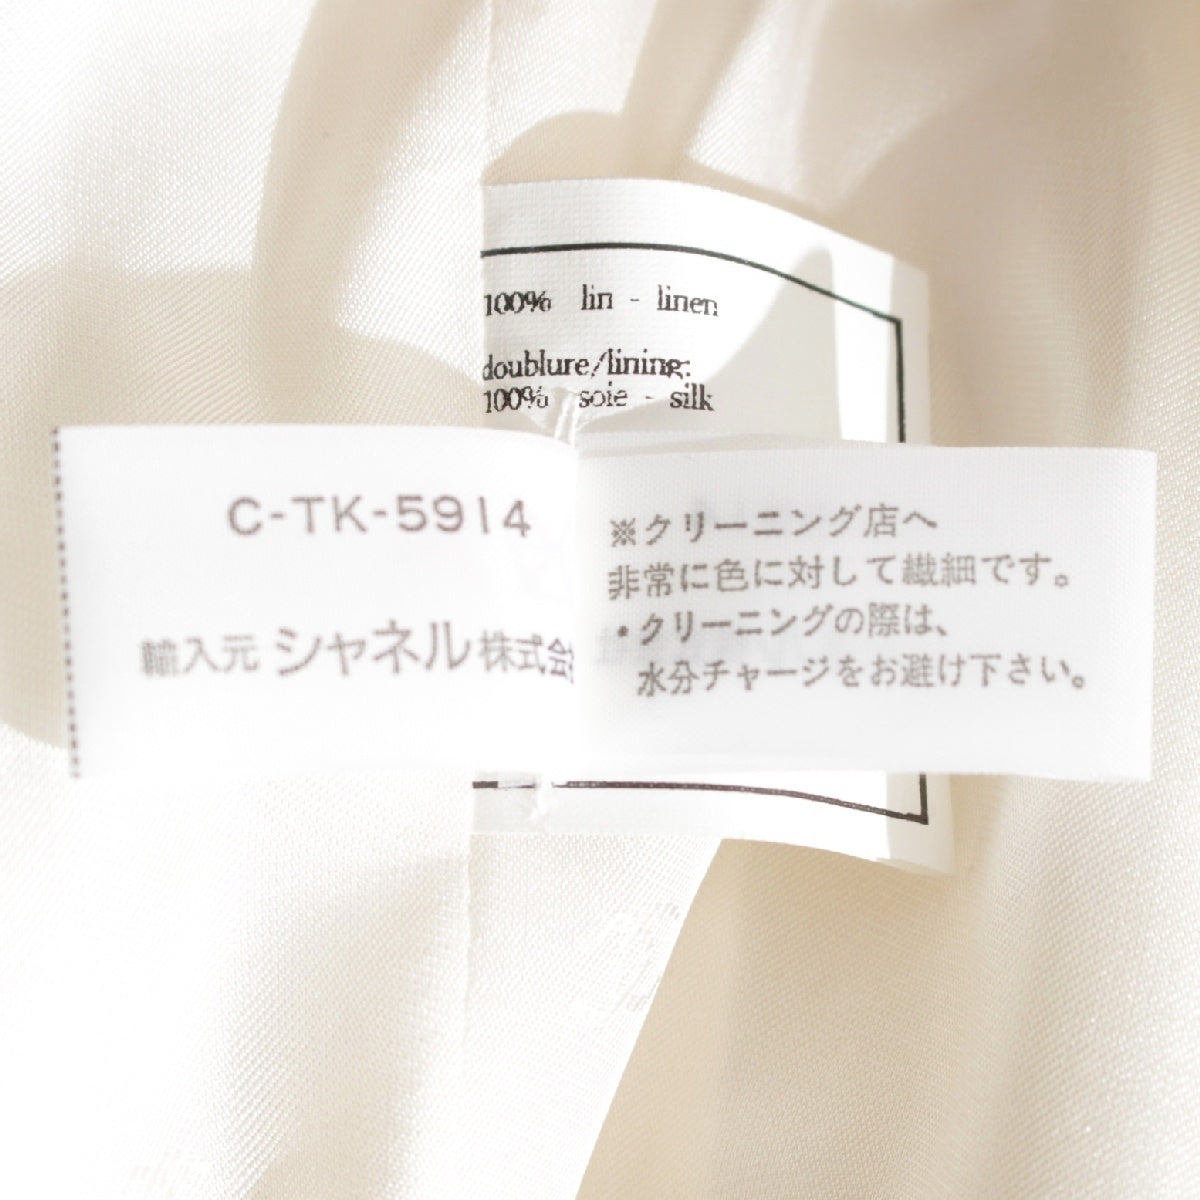 100% lin - linen
doublure/lining:
100% soie - silk
C-TK-5914
輸入元 シャネル株式会
※クリーニング店へ
非常に色に対して繊細です。
・クリーニングの際は、
水分チャージをお避け下さい。